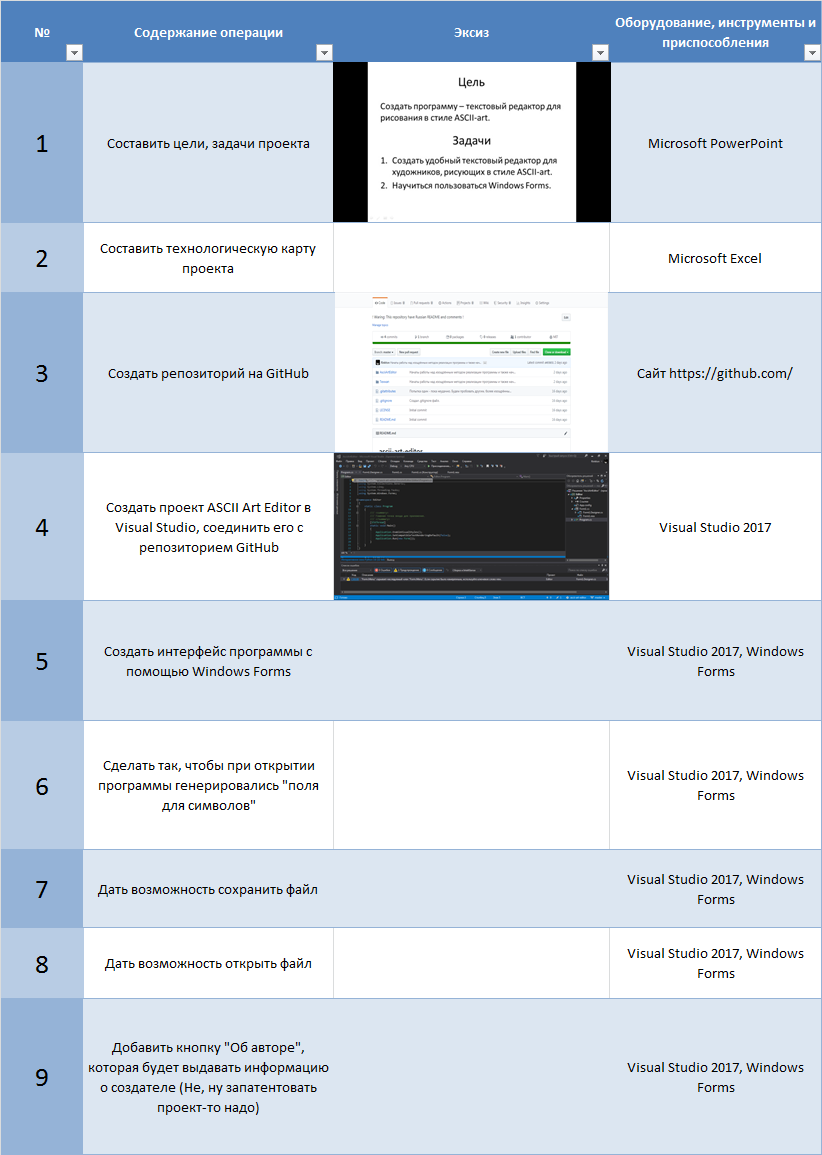 №
Содержание операции
Эксиз
Оборудование, инструменты и
приспособления
1
Составить цели, задачи проекта
Цель
Создать программу – текстовый редактор для
рисования в стиле ASCII-art.
Задачи
1. Создать удобный текстовый редактор для
художников, рисующих в стиле ASCII-art.
2. Научиться пользоваться Windows Forms.
Microsoft PowerPoint
2
Составить технологическую карту
проекта
Microsoft Excel
3
Создать репозиторий на GitHub
Сайт https://github.com/
4
Создать проект ASCII Art Editor в
Visual Studio, соединить его с
репозиторием GitHub
Visual Studio 2017
5
Создать интерфейс программы с
помощью Windows Forms
Visual Studio 2017, Windows
Forms
6
Сделать так, чтобы при открытии
программы генерировались "поля
для символов"
Visual Studio 2017, Windows
Forms
7
Дать возможность сохранить файл
Visual Studio 2017, Windows
Forms
8
Дать возможность открыть файл
Visual Studio 2017, Windows
Forms
9
Добавить кнопку "Об авторе",
которая будет выдавать информацию
о создателе (Не, ну запатентовать
проект-то надо)
Visual Studio 2017, Windows
Forms